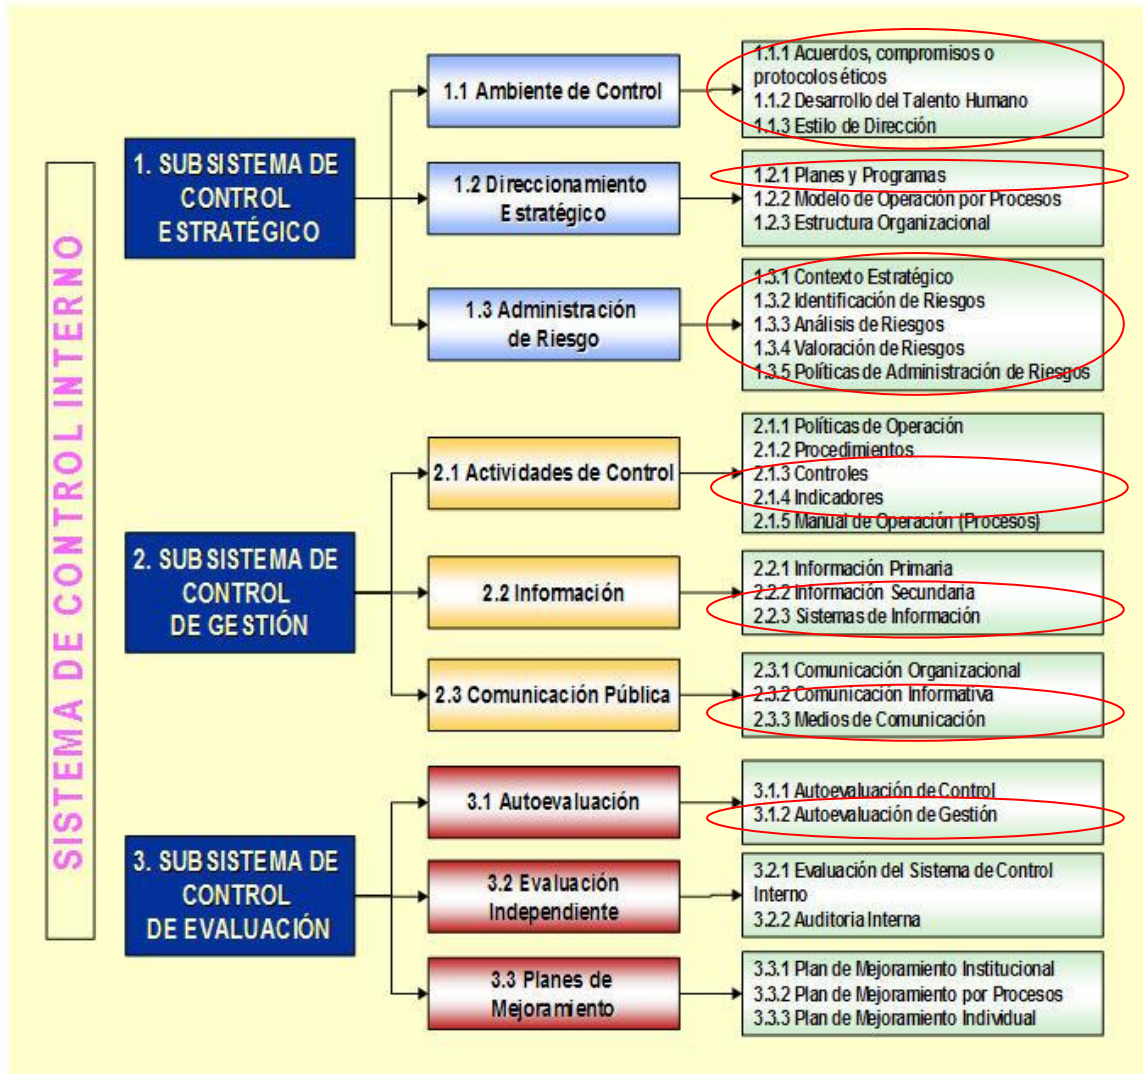 SISTEMA DE CONTROL INTERNO
1. SUBSISTEMA DE
CONTROL
ESTRATÉGICO
1.1 Ambiente de Control
1.1.1 Acuerdos, compromisos o
protocolos éticos
1.1.2 Desarrollo del Talento Humano
1.1.3 Estilo de Dirección
1.2 Direccionamiento
Estratégico
1.2.1 Planes y Programas
1.2.2 Modelo de Operación por Procesos
1.2.3 Estructura Organizacional
1.3 Administración
de Riesgo
1.3.1 Contexto Estratégico
1.3.2 Identificación de Riesgos
1.3.3 Análisis de Riesgos
1.3.4 Valoración de Riesgos
1.3.5 Políticas de Administración de Riesgos
2. SUBSISTEMA DE
CONTROL
DE GESTIÓN
2.1 Actividades de Control
2.1.1 Políticas de Operación
2.1.2 Procedimientos
2.1.3 Controles
2.1.4 Indicadores
2.1.5 Manual de Operación (Procesos)
2.2 Información
2.2.1 Información Primaria
2.2.2 Información Secundaria
2.2.3 Sistemas de Información
2.3 Comunicación Pública
2.3.1 Comunicación Organizacional
2.3.2 Comunicación Informativa
2.3.3 Medios de Comunicación
3. SUBSISTEMA DE
CONTROL
DE EVALUACIÓN
3.1 Autoevaluación
3.1.1 Autoevaluación de Control
3.1.2 Autoevaluación de Gestión
3.2 Evaluación
Independiente
3.2.1 Evaluación del Sistema de Control
Interno
3.2.2 Auditoria Interna
3.3 Planes de
Mejoramiento
3.3.1 Plan de Mejoramiento Institucional
3.3.2 Plan de Mejoramiento por Procesos
3.3.3 Plan de Mejoramiento Individual